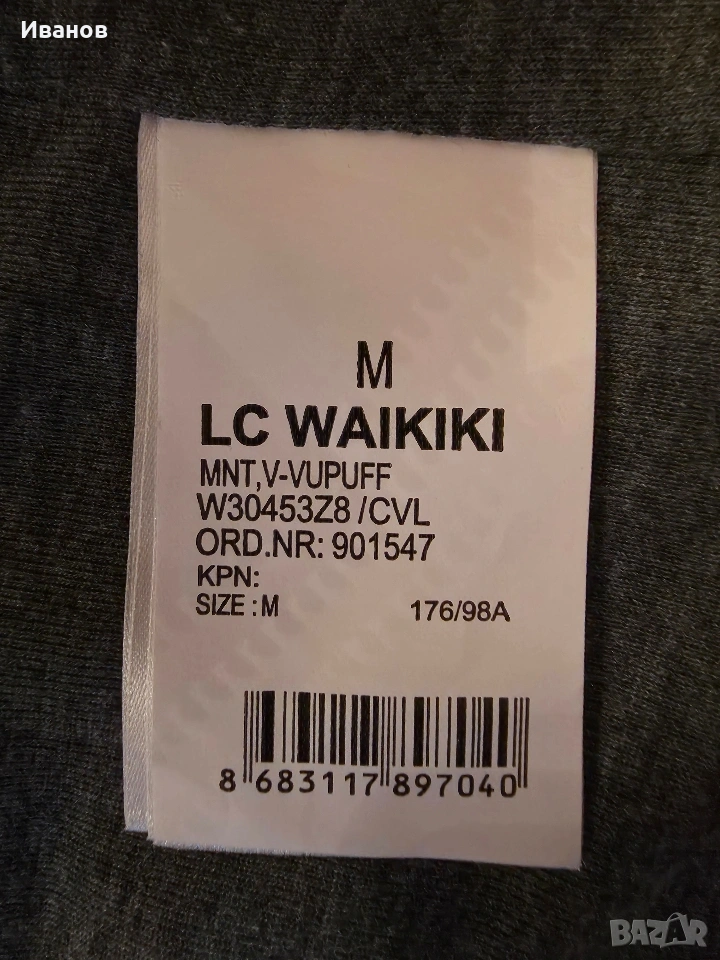 Иванов
M
LC WAIKIKI
MNT,V-VUPUFF
W30453Z8 /CVL
ORD.NR: 901547
KPN:
SIZE : M 176/98A
8 683117 897040
BAZAR